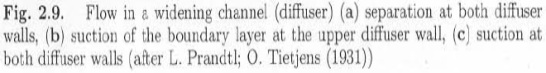 Fig. 2.9. Flow in a widening channel (diffuser) (a) separation at both diffuser
walls, (b) suction of the boundary layer at the upper diffuser wall, (c) suction at
both diffuser walls (after L. Prandtl; O. Tietjens (1931))